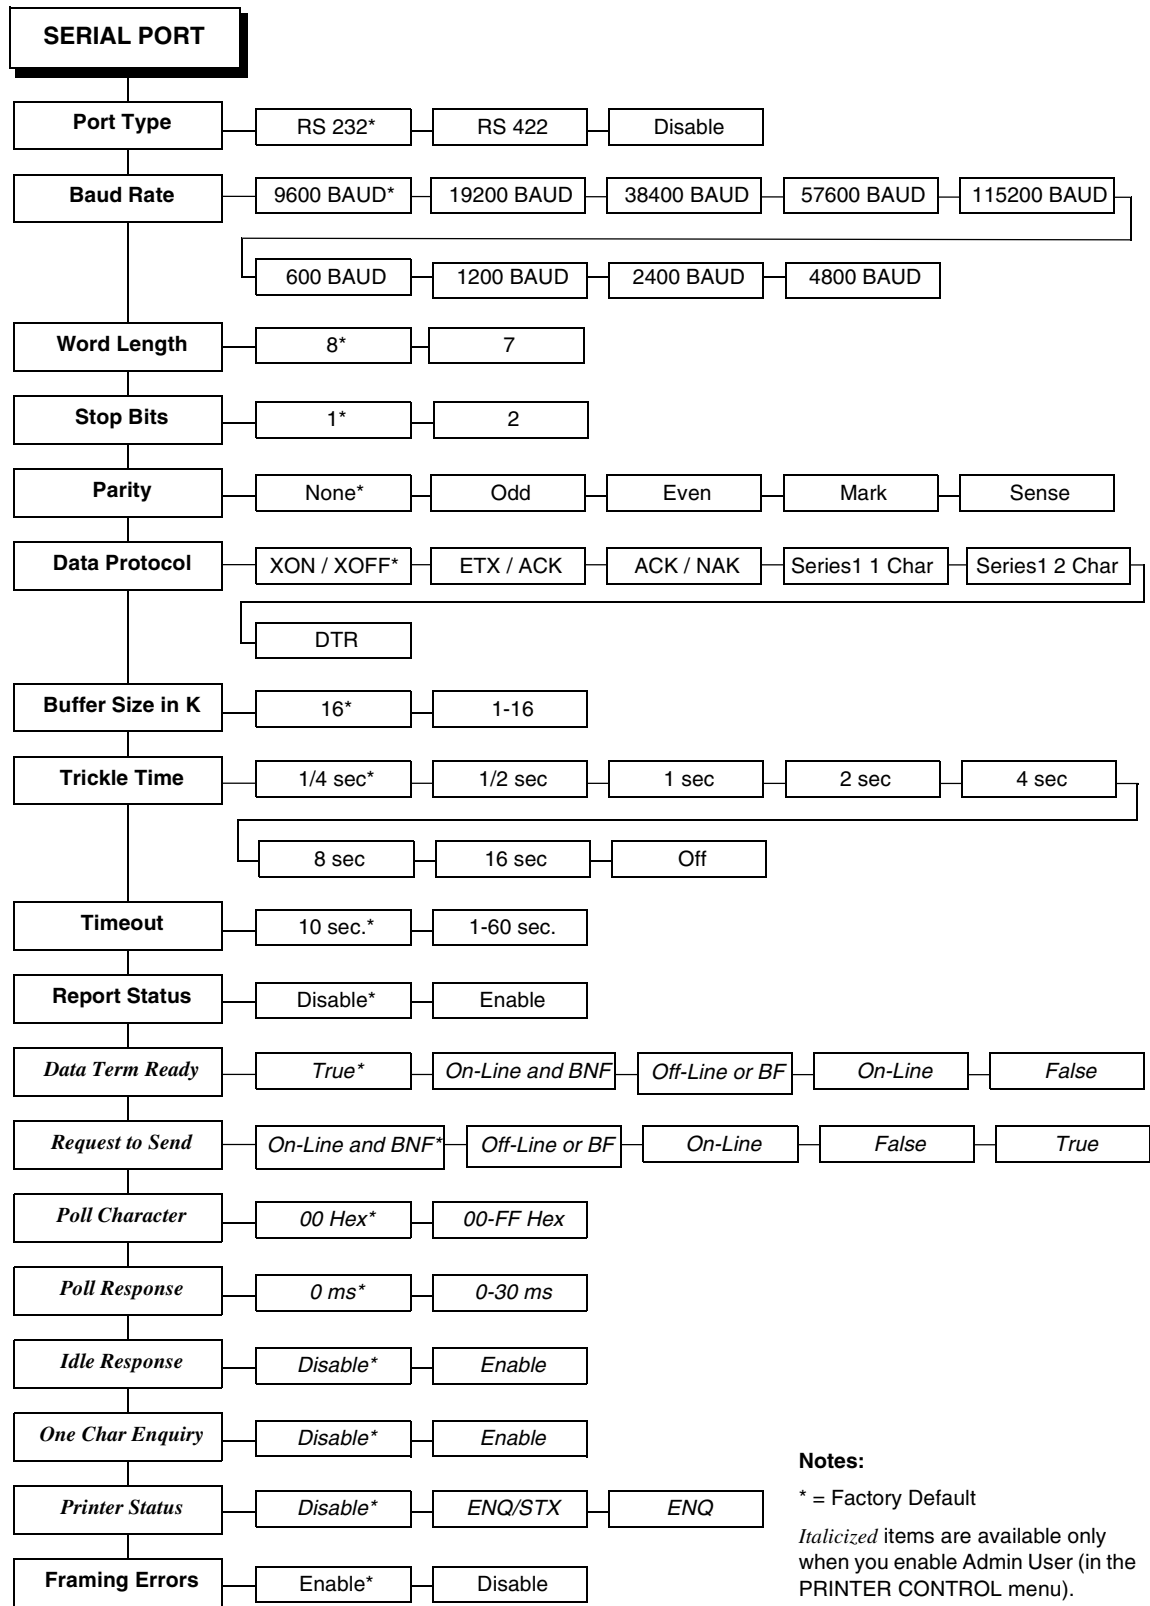 SERIAL PORT
Port Type RS 232* RS 422 Disable
Baud Rate 9600 BAUD* 19200 BAUD 38400 BAUD 57600 BAUD 115200 BAUD
600 BAUD 1200 BAUD 2400 BAUD 4800 BAUD
Word Length 8* 7
Stop Bits 1* 2
Parity None* Odd Even Mark Sense
Data Protocol XON / XOFF* ETX / ACK ACK / NAK Series1 1 Char Series1 2 Char
DTR
Buffer Size in K 16* 1-16
Trickle Time 1/4 sec* 1/2 sec 1 sec 2 sec 4 sec
8 sec 16 sec Off
Timeout 10 sec.* 1-60 sec.
Report Status Disable* Enable
Data Term Ready True* On-Line and BNF Off-Line or BF On-Line False
Request to Send On-Line and BNF* Off-Line or BF On-Line False True
Poll Character 00 Hex* 00-FF Hex
Poll Response 0 ms* 0-30 ms
Idle Response Disable* Enable
One Char Enquiry Disable* Enable
Printer Status Disable* ENQ/STX ENQ
Framing Errors Enable* Disable
Notes:
* = Factory Default
Italicized items are available only
when you enable Admin User (in the
PRINTER CONTROL menu).